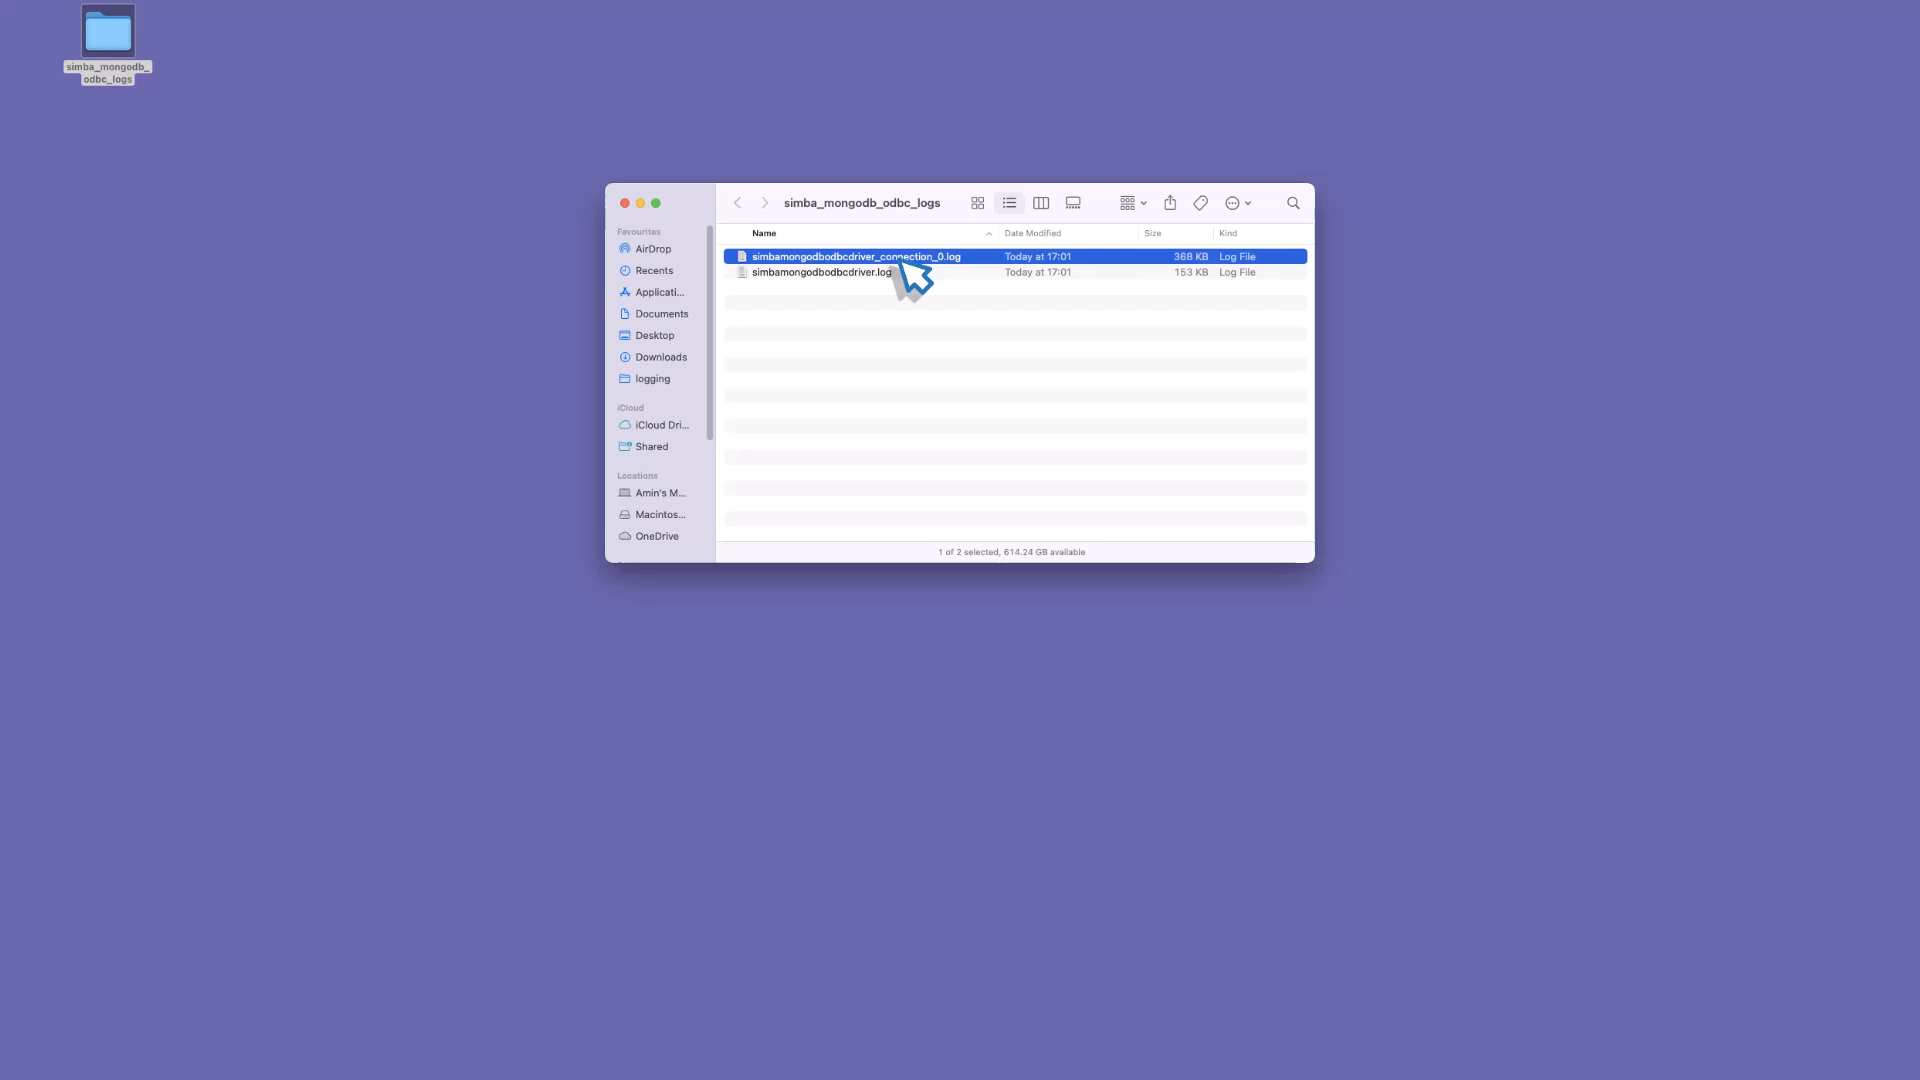 simba_mongodb_
odbc_logs
simba_mongodb_odbc_logs
Name
Date Modified
Size
Kind
simbamongodbodbcdriver_connection_0.log
Today at 17:01
368 KB
Log File
simbamongodbodbcdriver.log
Today at 17:01
153 KB
Log File
Favourites
AirDrop
Recents
Applicati...
Documents
Desktop
Downloads
logging
iCloud
iCloud Dri...
Shared
Locations
Amin's M...
Macintos...
OneDrive
1 of 2 selected, 614.24 GB available